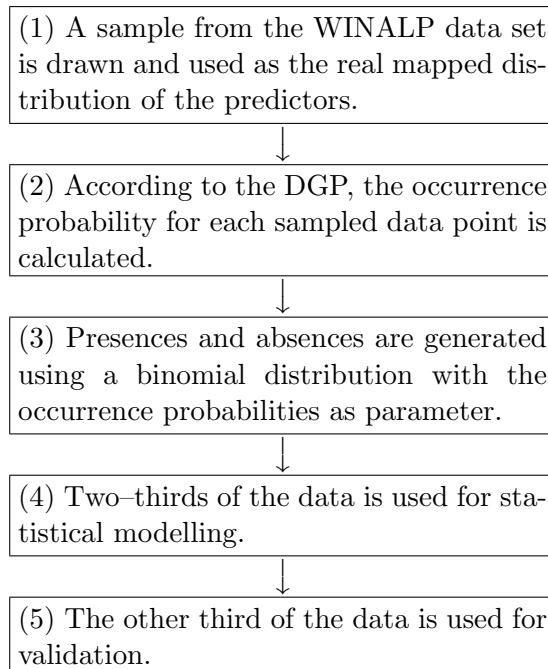 (1) A sample from the WINALP data set
is drawn and used as the real mapped dis-
tribution of the predictors.
(2) According to the DGP, the occurrence
probability for each sampled data point is
calculated.
(3) Presences and absences are generated
using a binomial distribution with the
occurrence probabilities as parameter.
(4) Two–thirds of the data is used for sta-
tistical modelling.
(5) The other third of the data is used for
validation.